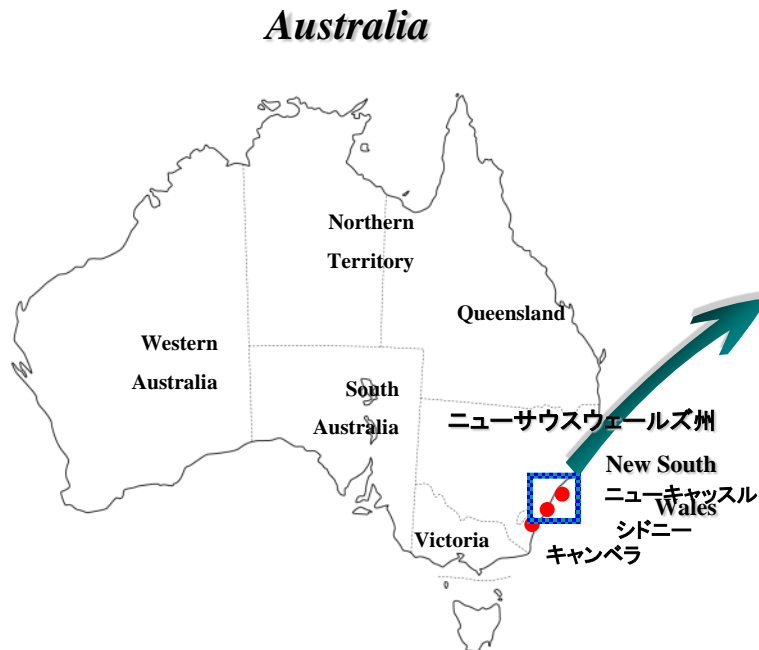 Australia
Northern
Territory
Queensland
Western
Australia
South
Australia
ニューサウスウェールズ州
New South
Wales
ニューキャッスル
シドニー
Victoria
キャンベラ